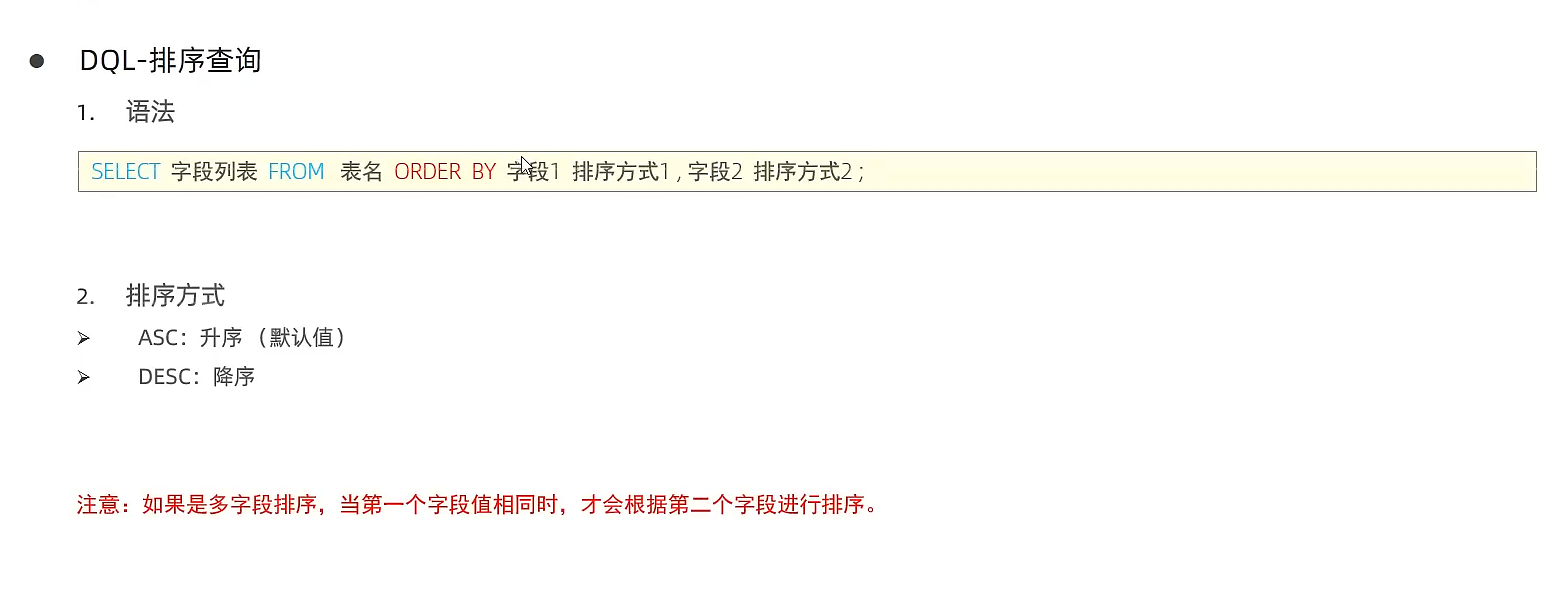 ● DQL-排序查询
1. 语法
SELECT 字段列表 FROM 表名 ORDER BY 字段1 排序方式1 , 字段2 排序方式2 ;
2. 排序方式
➢ ASC：升序（默认值）
➢ DESC：降序
注意：如果是多字段排序，当第一个字段值相同时，才会根据第二个字段进行排序。